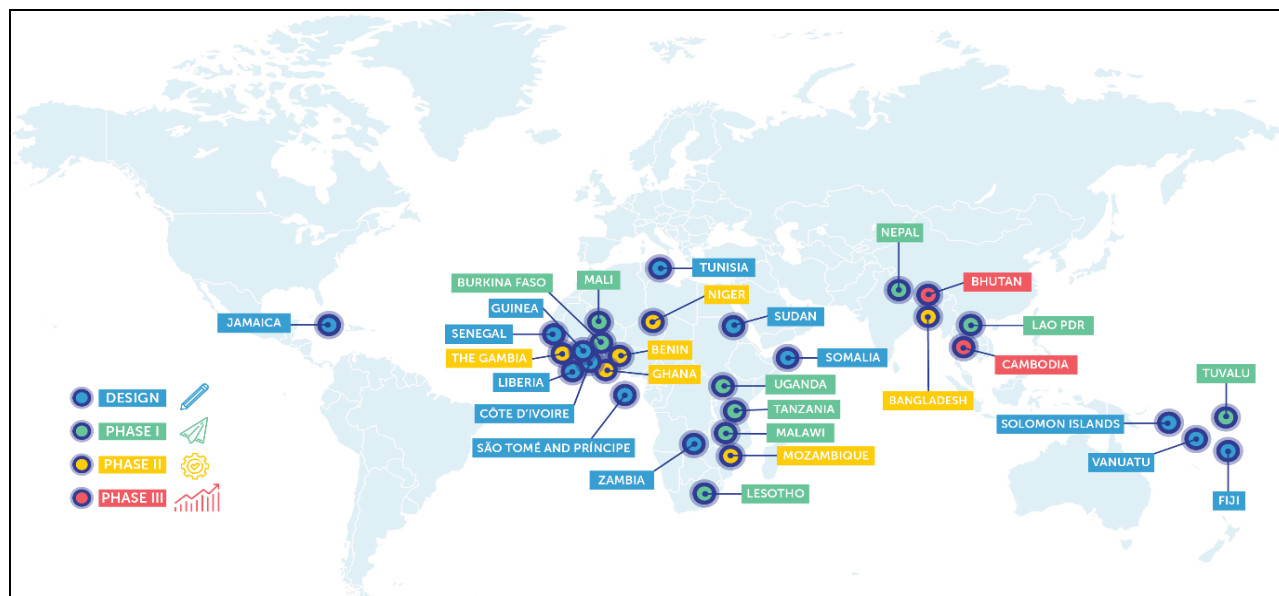 NEPAL
TUNISIA
BHUTAN
BURKINA FASO
MALI
NIGER
GUINEA
JAMAICA
SENEGAL
SUDAN
LAO PDR
THE GAMBIA
BENIN
SOMALIA
CAMBODIA
LIBERIA
GHANA
TUVALU
UGANDA
BANGLADESH
DESIGN
CÔTE D'IVOIRE
TANZANIA
SOLOMON ISLANDS
PHASE I
MALAWI
SÃO TOMÉ AND PRÍNCIPE
MOZAMBIQUE
VANUATU
PHASE II
ZAMBIA
LESOTHO
FIJI
PHASE III